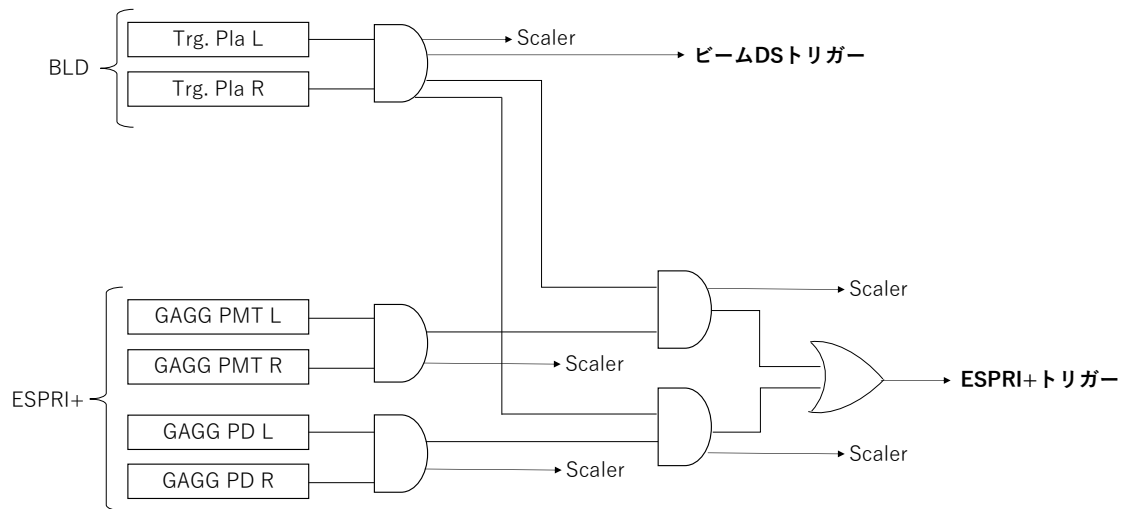 BLD
Trg. Pla L
Trg. Pla R
Scaler
ビームDSトリガー
ESPRI+
GAGG PMT L
GAGG PMT R
GAGG PD L
GAGG PD R
Scaler
Scaler
Scaler
Scaler
ESPRI+トリガー